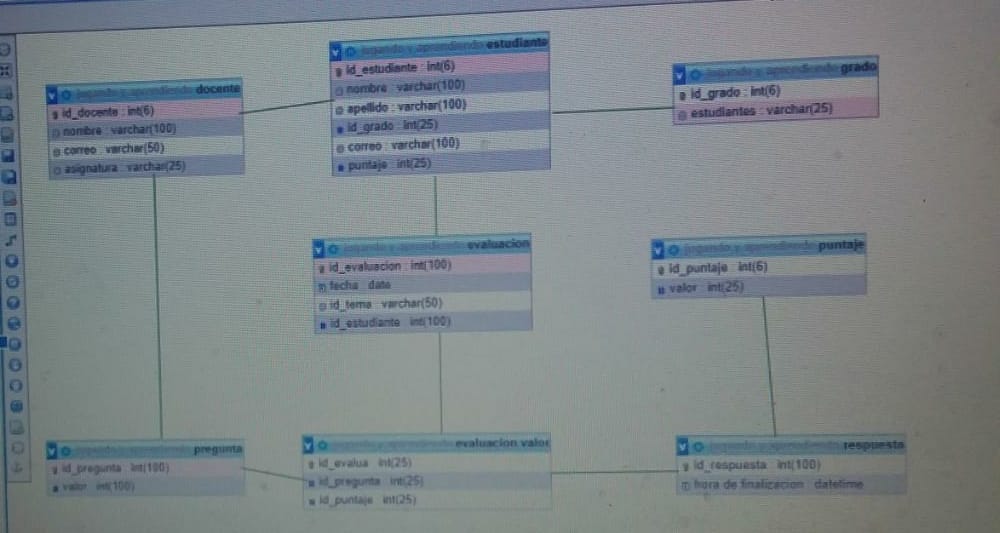 jugando y aprendiendo estudiante
id_estudiante : int(6)
nombre : varchar(100)
apellido : varchar(100)
id_grado : int(25)
correo : varchar(100)
puntaje : int(25)
jugando y aprendiendo grado
id_grado : int(6)
estudiantes : varchar(25)
jugando y aprendiendo docente
id_docente : int(6)
nombre : varchar(100)
correo : varchar(50)
asignatura : varchar(25)
jugando y aprendiendo evaluacion
id_evaluacion : int(100)
fecha : date
id_tema : varchar(50)
id_estudiante : int(100)
jugando y aprendiendo puntaje
id_puntaje : int(6)
valor : int(25)
jugando y aprendiendo pregunta
id_pregunta : int(100)
valor : int(100)
jugando y aprendiendo evaluacion valor
id_evalua : int(25)
id_pregunta : int(25)
id_puntaje : int(25)
jugando y aprendiendo respuesta
id_respuesta : int(100)
hora de finalizacion : datetime